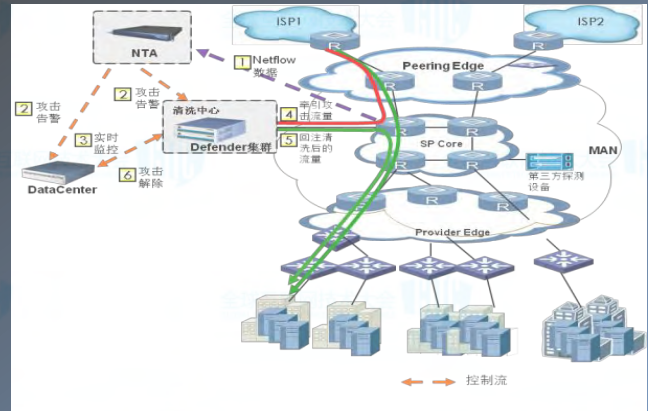 ISP1
ISP2
NTA
1 Netflow
数据
Peering Edge
2 攻击
告警
2 攻击
告警
清洗中心
Defender集群
4 牵引攻
击流量
3 实时
监控
5 回注清
洗后的
流量
SP Core
MAN
6 攻击
解除
DataCenter
第三方探测
设备
Provider Edge
R
R
R
R
R
R
R
R
R
R
R
控制流